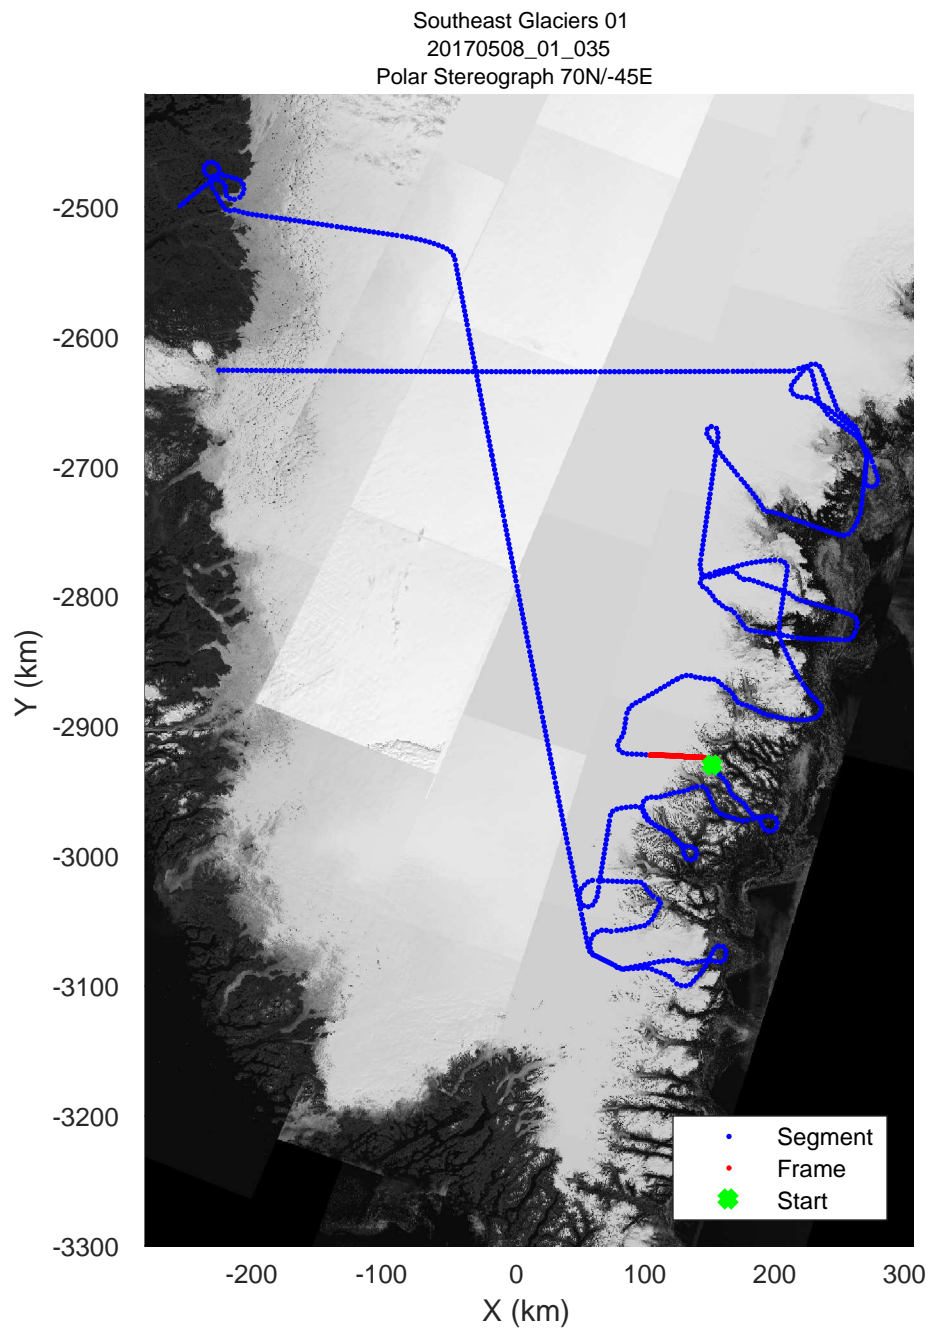 Southeast Glaciers 01
20170508_01_035
Polar Stereograph 70N/-45E
-2500
-2600
-2700
-2800
-2900
-3000
-3100
-3200
-3300
Y (km)
Segment
Frame
Start
-200 -100 0 100 200 300
X (km)